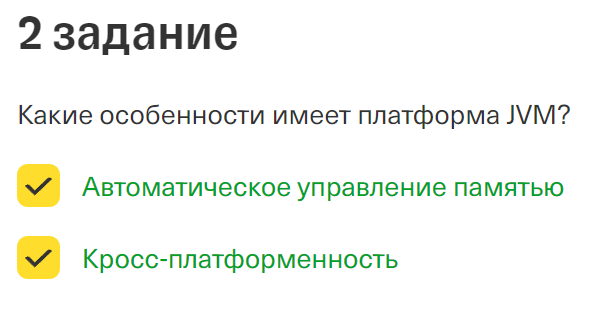 2 задание
Какие особенности имеет платформа JVM?
Автоматическое управление памятью
Кросс-платформенность